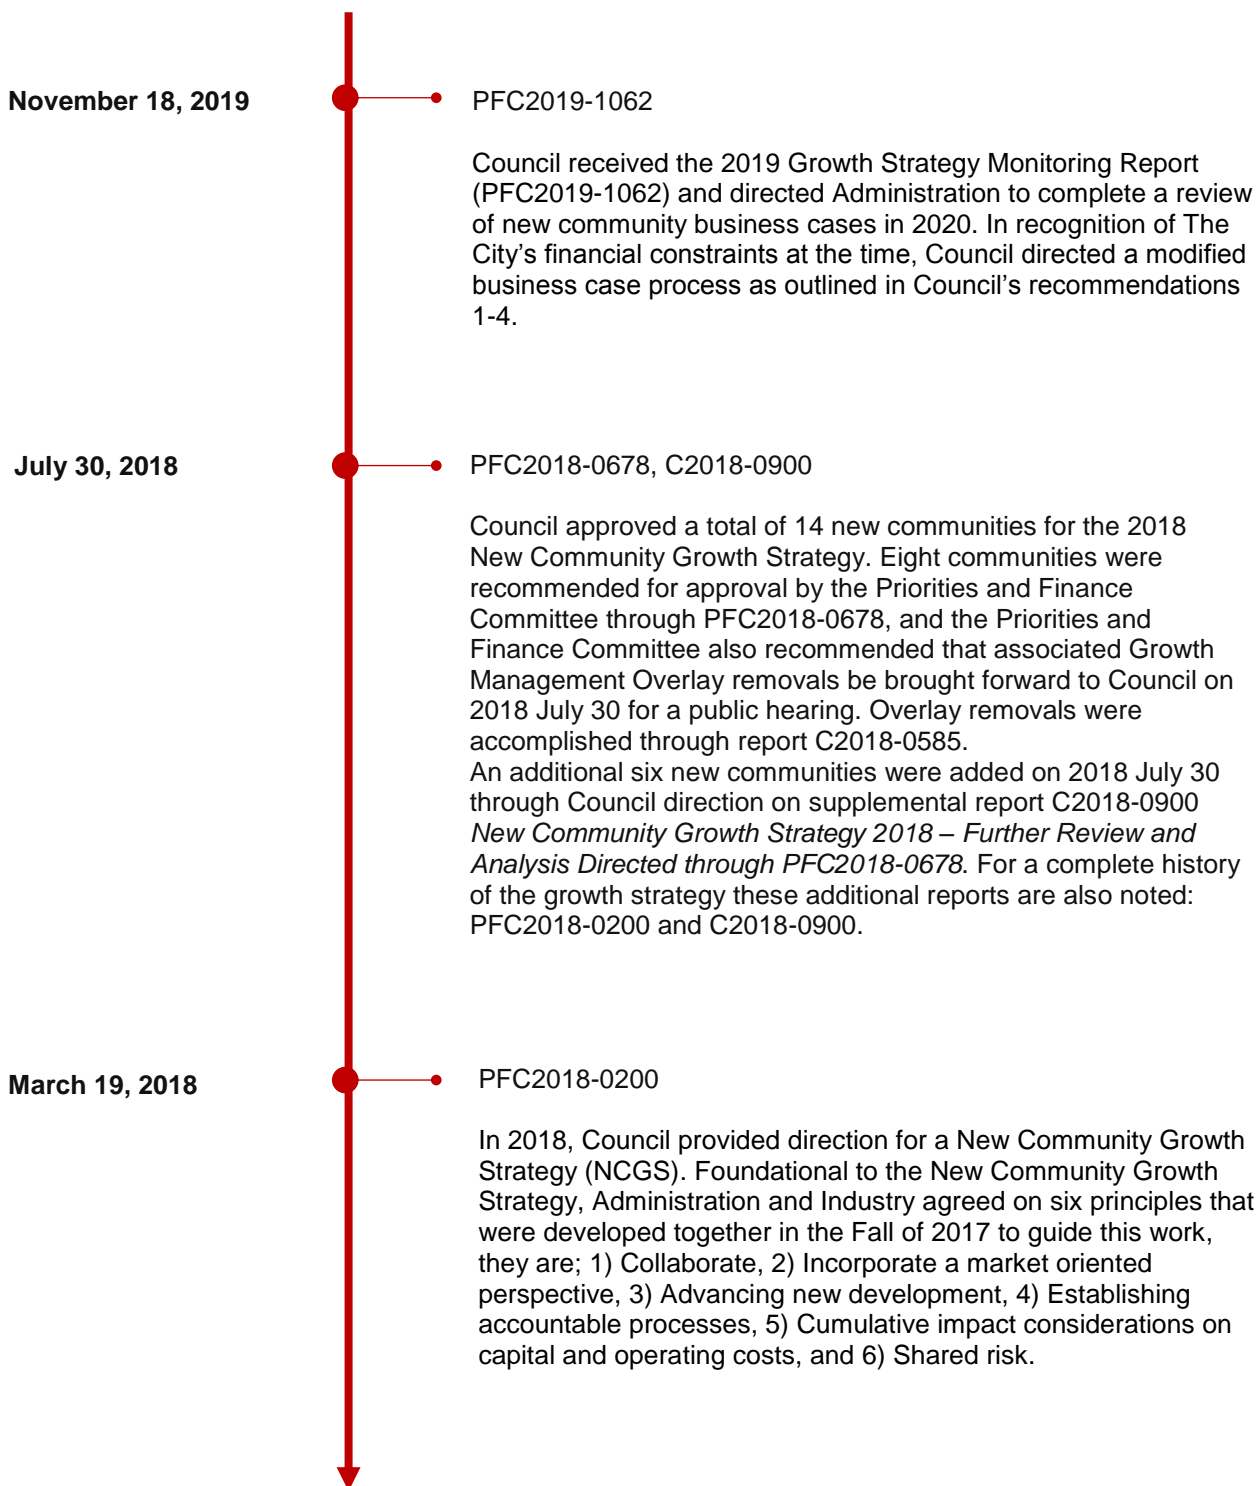 November 18, 2019
PFC2019-1062
Council received the 2019 Growth Strategy Monitoring Report
(PFC2019-1062) and directed Administration to complete a review
of new community business cases in 2020. In recognition of The
City’s financial constraints at the time, Council directed a modified
business case process as outlined in Council’s recommendations
1-4.
July 30, 2018
PFC2018-0678, C2018-0900
Council approved a total of 14 new communities for the 2018
New Community Growth Strategy. Eight communities were
recommended for approval by the Priorities and Finance
Committee through PFC2018-0678, and the Priorities and
Finance Committee also recommended that associated Growth
Management Overlay removals be brought forward to Council on
2018 July 30 for a public hearing. Overlay removals were
accomplished through report C2018-0585.
An additional six new communities were added on 2018 July 30
through Council direction on supplemental report C2018-0900
New Community Growth Strategy 2018 – Further Review and
Analysis Directed through PFC2018-0678. For a complete history
of the growth strategy these additional reports are also noted:
PFC2018-0200 and C2018-0900.
March 19, 2018
PFC2018-0200
In 2018, Council provided direction for a New Community Growth
Strategy (NCGS). Foundational to the New Community Growth
Strategy, Administration and Industry agreed on six principles that
were developed together in the Fall of 2017 to guide this work,
they are; 1) Collaborate, 2) Incorporate a market oriented
perspective, 3) Advancing new development, 4) Establishing
accountable processes, 5) Cumulative impact considerations on
capital and operating costs, and 6) Shared risk.